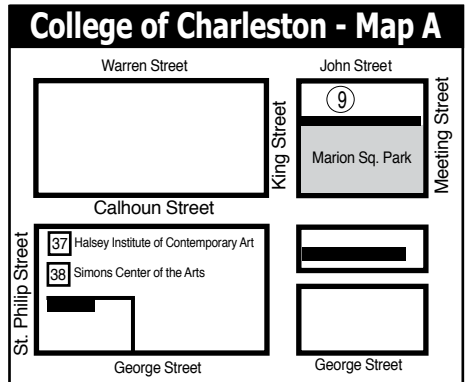 College of Charleston - Map A
Warren Street
John Street
9
King Street
Meeting Street
Marion Sq. Park
Calhoun Street
St. Philip Street
37 Halsey Institute of Contemporary Art
38 Simons Center of the Arts
George Street
George Street